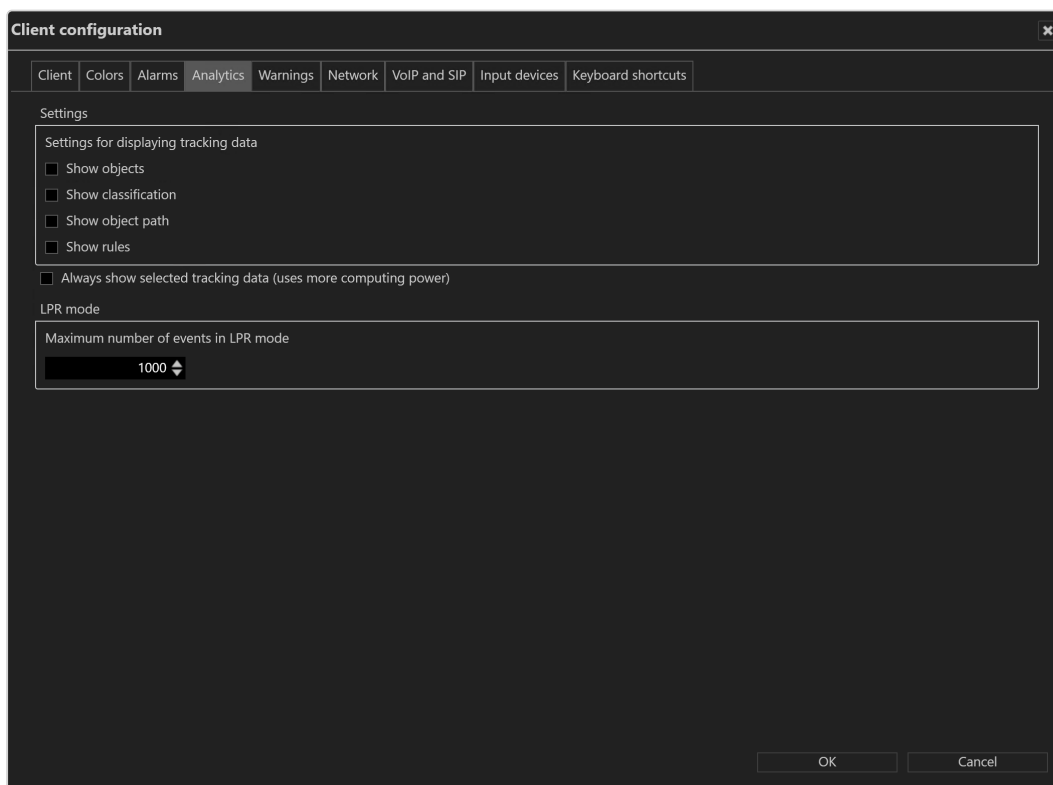 Client configuration
Client Colors Alarms Analytics Warnings Network VoIP and SIP Input devices Keyboard shortcuts
Settings
Settings for displaying tracking data
Show objects
Show classification
Show object path
Show rules
Always show selected tracking data (uses more computing power)
LPR mode
Maximum number of events in LPR mode
1000
OK Cancel